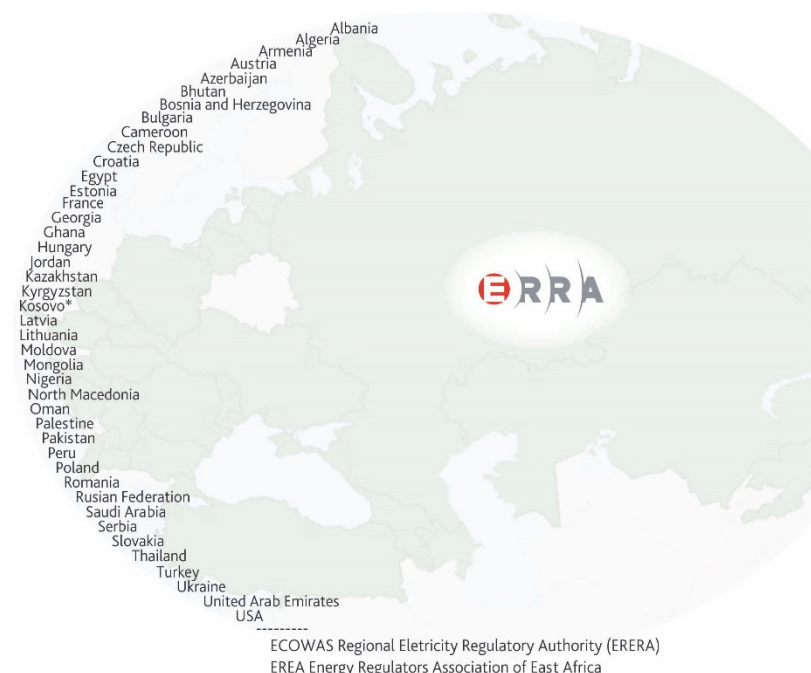 Albania
Algeria
Armenia
Austria
Azerbaijan
Bhutan
Bosnia and Herzegovina
Bulgaria
Cameroon
Czech Republic
Croatia
Egypt
Estonia
France
Georgia
Ghana
Hungary
Jordan
Kazakhstan
Kyrgyzstan
Kosovo*
Latvia
Lithuania
Moldova
Mongolia
Nigeria
North Macedonia
Oman
Palestine
Pakistan
Peru
Poland
Romania
Rusian Federation
Saudi Arabia
Serbia
Slovakia
Thailand
Turkey
Ukraine
United Arab Emirates
USA
---------
ECOWAS Regional Eletricity Regulatory Authority (ERERA)
EREA Energy Regulators Association of East Africa
ERRA